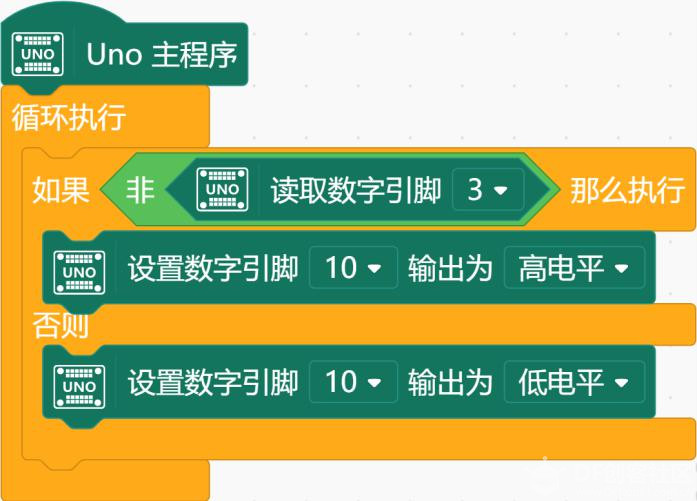 UNO Uno 主程序
循环执行
如果 非 UNO 读取数字引脚 3 那么执行
UNO 设置数字引脚 10 输出为 高电平
否则
UNO 设置数字引脚 10 输出为 低电平